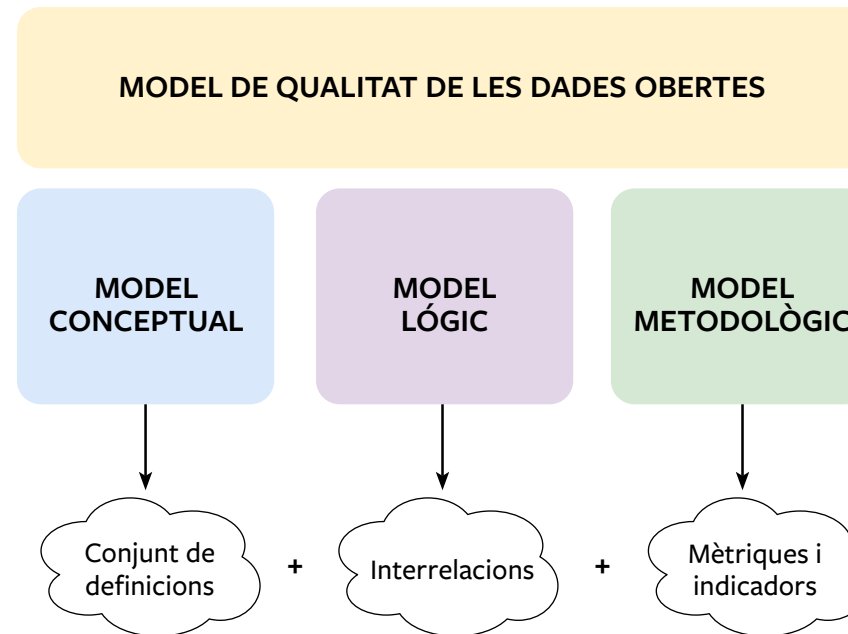 MODEL DE QUALITAT DE LES DADES OBERTES
MODEL
CONCEPTUAL
MODEL
LÓGIC
MODEL
METODOLÒGIC
Conjunt de
definicions
+
Interrelacions
+
Mètriques i
indicadors